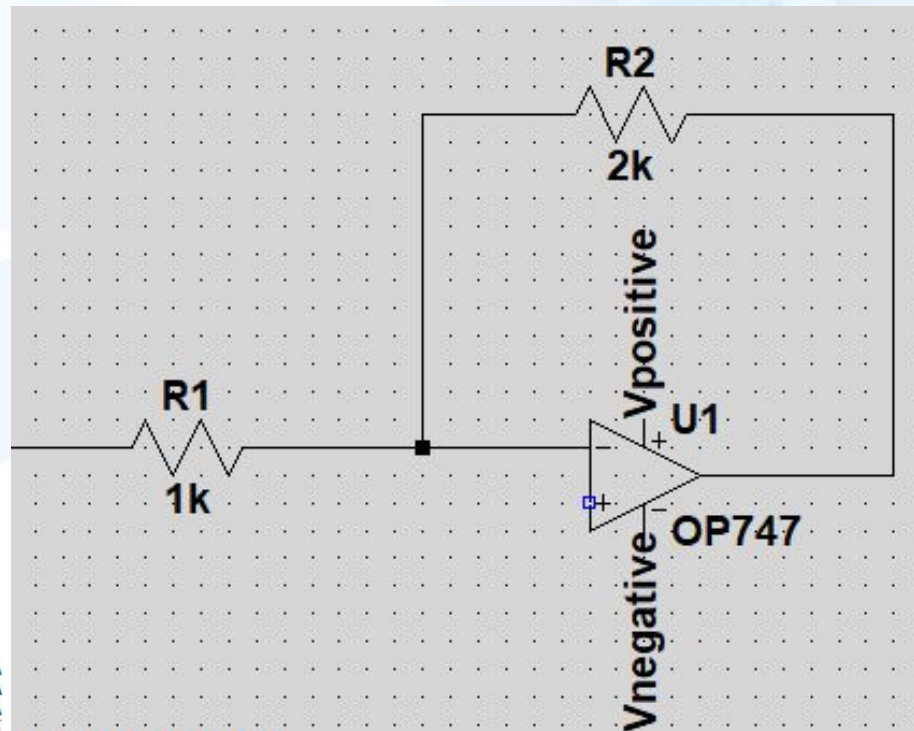 R2
2k
Vpositive
R1
U1
+
-
1k
+
-
OP747
Vnegative